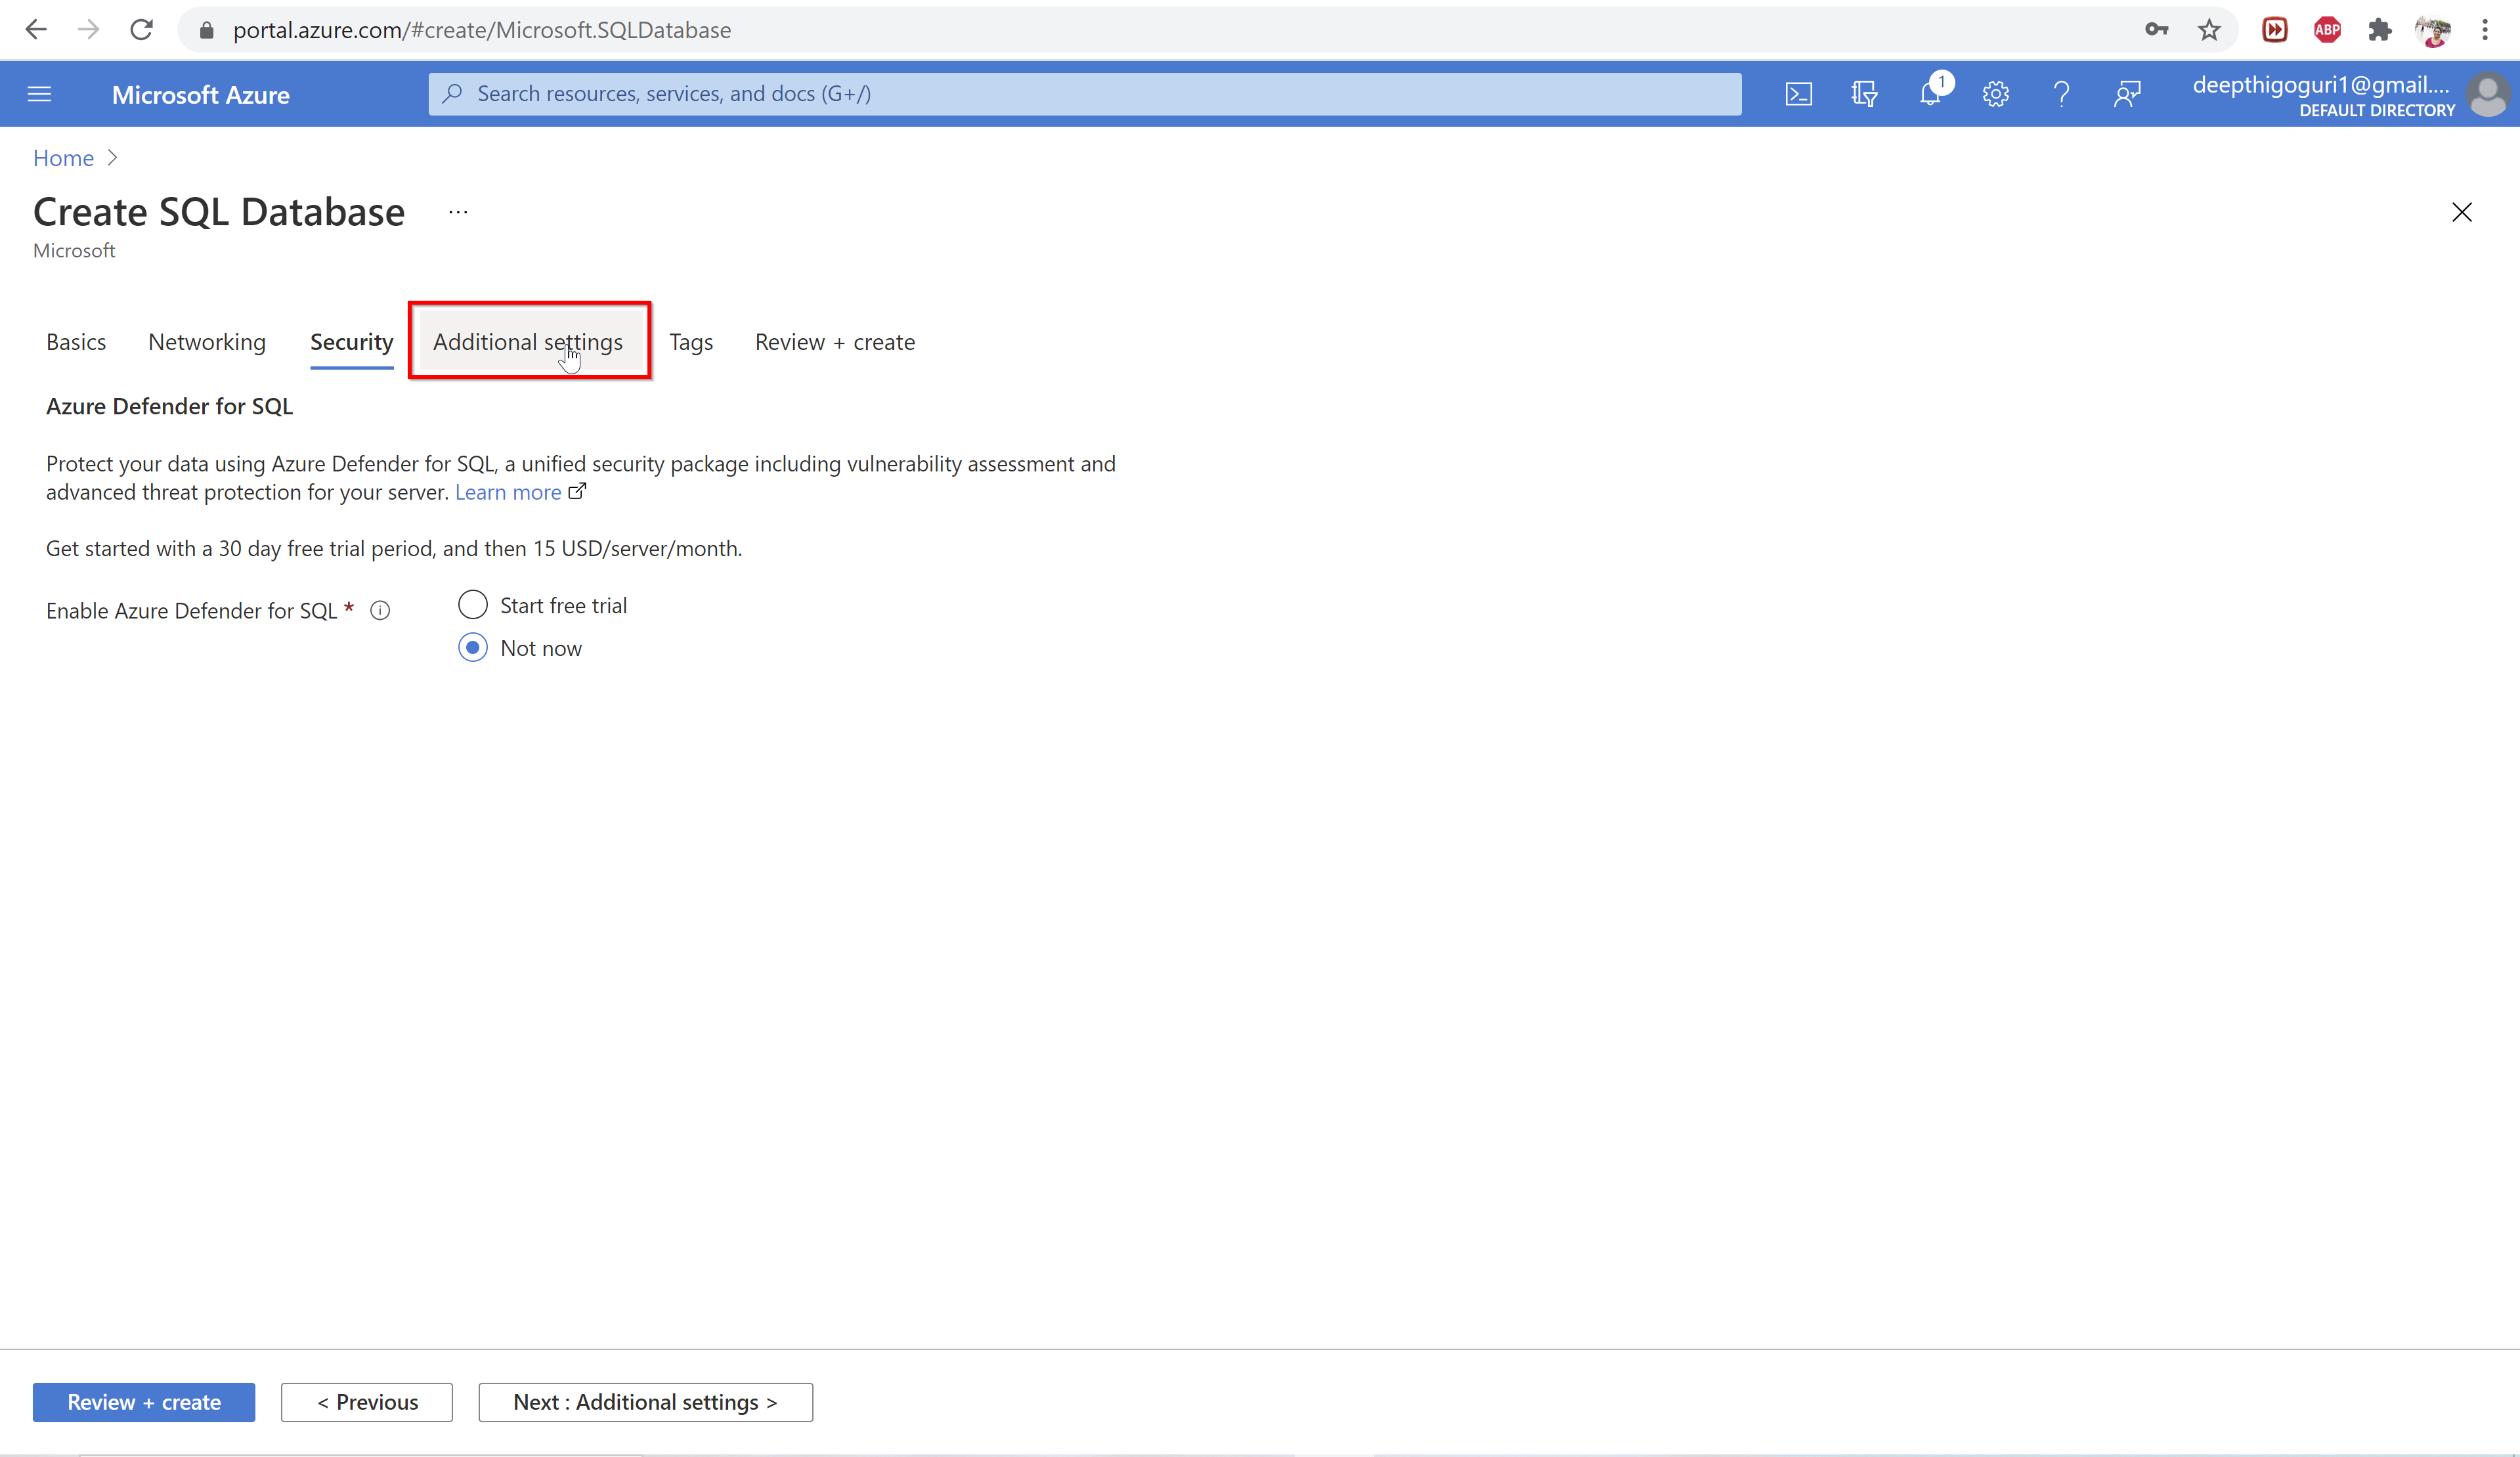 portal.azure.com/#create/Microsoft.SQLDatabase
ABP
Microsoft Azure
Search resources, services, and docs (G+/)
1
deepthigoguri1@gmail....
DEFAULT DIRECTORY
Home
Create SQL Database
...
Microsoft
Basics
Networking
Security
Additional settings
Tags
Review + create
Azure Defender for SQL
Protect your data using Azure Defender for SQL, a unified security package including vulnerability assessment and
advanced threat protection for your server. Learn more
Get started with a 30 day free trial period, and then 15 USD/server/month.
Enable Azure Defender for SQL *
Start free trial
Not now
Review + create
< Previous
Next : Additional settings >